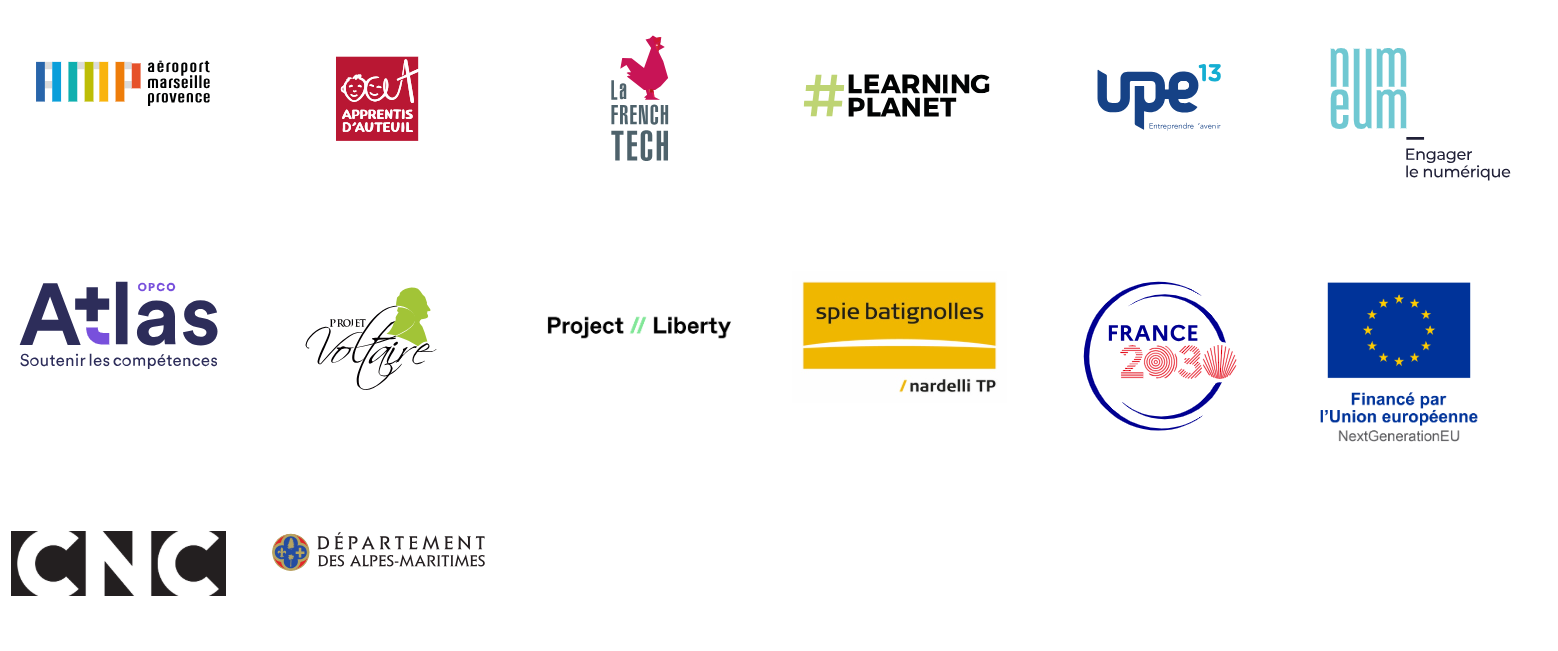 aéroport
marseille
provence
APPRENTIS
D'AUTEUIL
La
FRENCH
TECH
#LEARNING
PLANET
upe13
Entreprendre l'avenir
num
eum
Engager
le numérique
OPCO
Atlas
Soutenir les compétences
PROJET
Voltaire
Project // Liberty
spie batignolles
/ nardelli TP
FRANCE
2030
Financé par
l'Union européenne
NextGenerationEU
CNC
DÉPARTEMENT
DES ALPES-MARITIMES